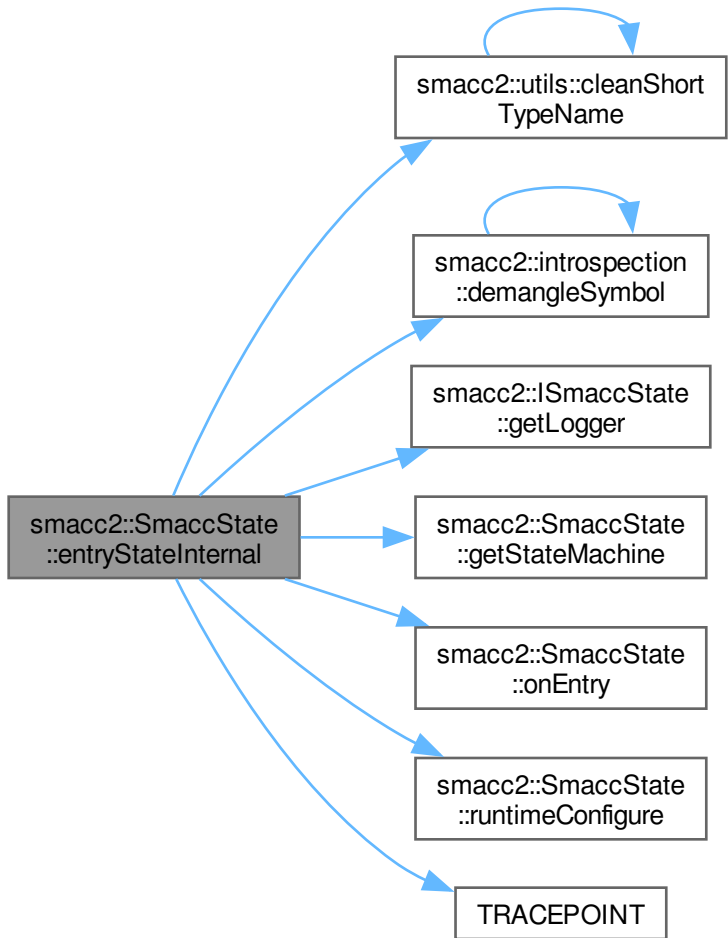 smacc2::utils::cleanShort
TypeName
smacc2::introspection
::demangleSymbol
smacc2::ISmaccState
::getLogger
smacc2::SmaccState
::entryStateInternal
smacc2::SmaccState
::getStateMachine
smacc2::SmaccState
::onEntry
smacc2::SmaccState
::runtimeConfigure
TRACEPOINT